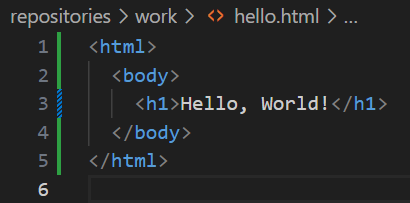 repositories > work > <> hello.html > ...
1 <html>
2   <body>
3     <h1>Hello, World!</h1>
4   </body>
5 </html>
6